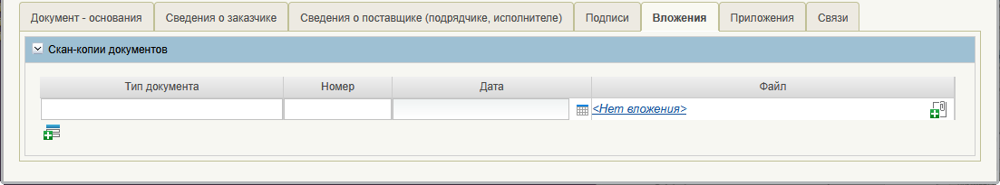 Документ - основания Сведения о заказчике Сведения о поставщике (подрядчике, исполнителе) Подписи Вложения Приложения Связи
Скан-копии документов
Тип документа Номер Дата Файл
<Нет вложения>